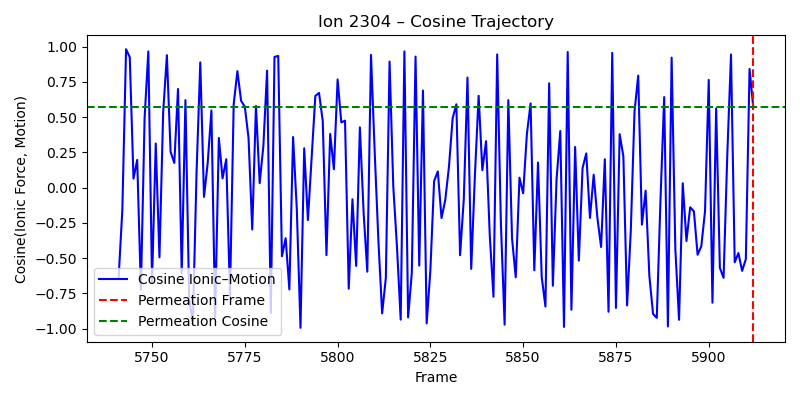 Ion 2304 – Cosine Trajectory
Cosine(Ionic Force, Motion)
1.00
0.75
0.50
0.25
0.00
−0.25
−0.50
−0.75
−1.00
Cosine Ionic–Motion
Permeation Frame
Permeation Cosine
5750
5775
5800
5825
5850
5875
5900
Frame